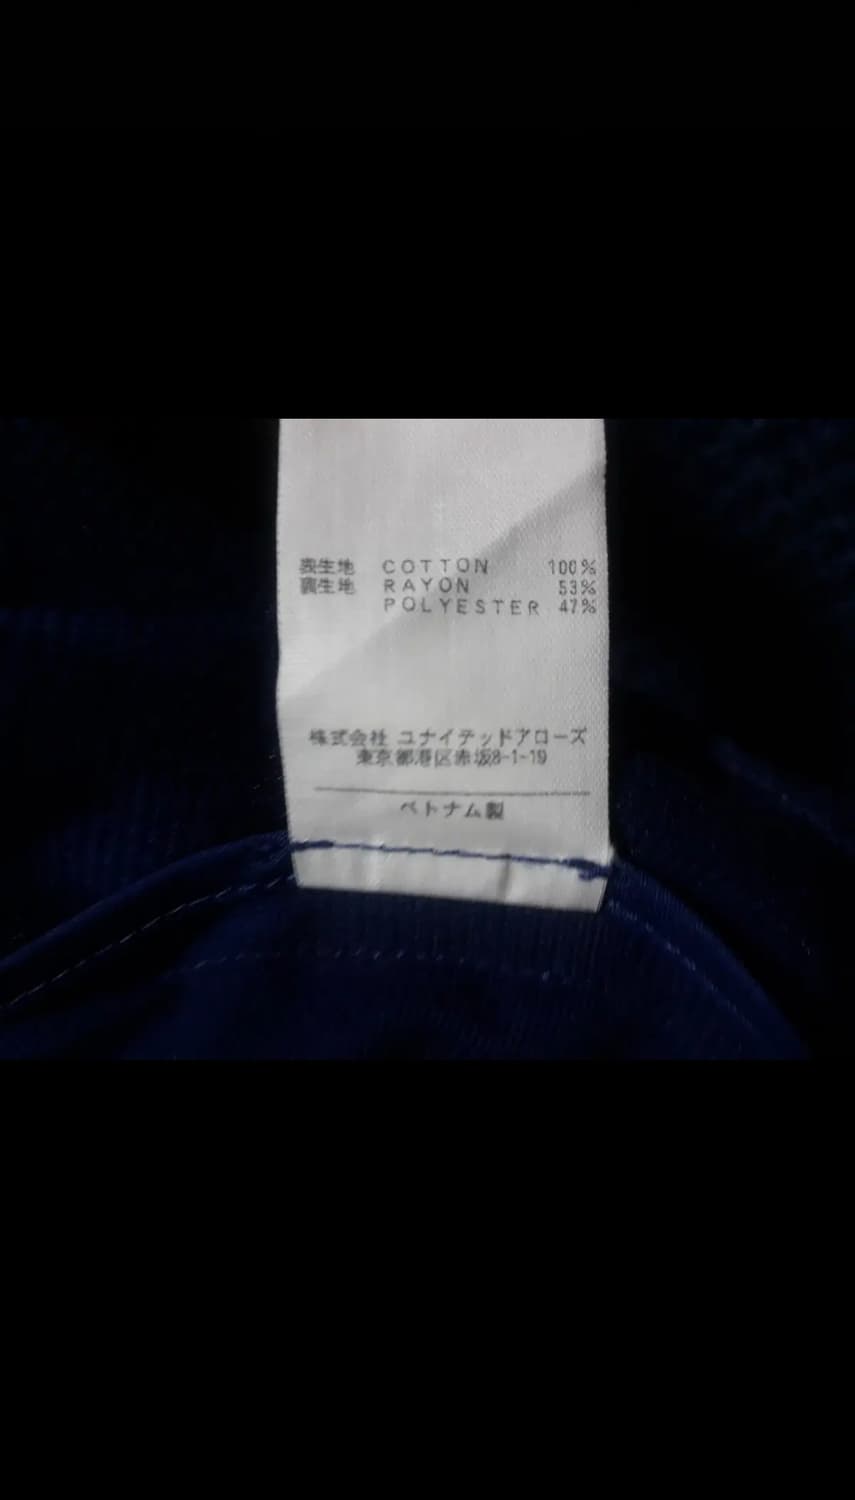 表生地 COTTON 100%
裏生地 RAYON 53%
POLYESTER 47%
株式会社 ユナイテッドアローズ
東京都港区赤坂8-1-19
ベトナム製